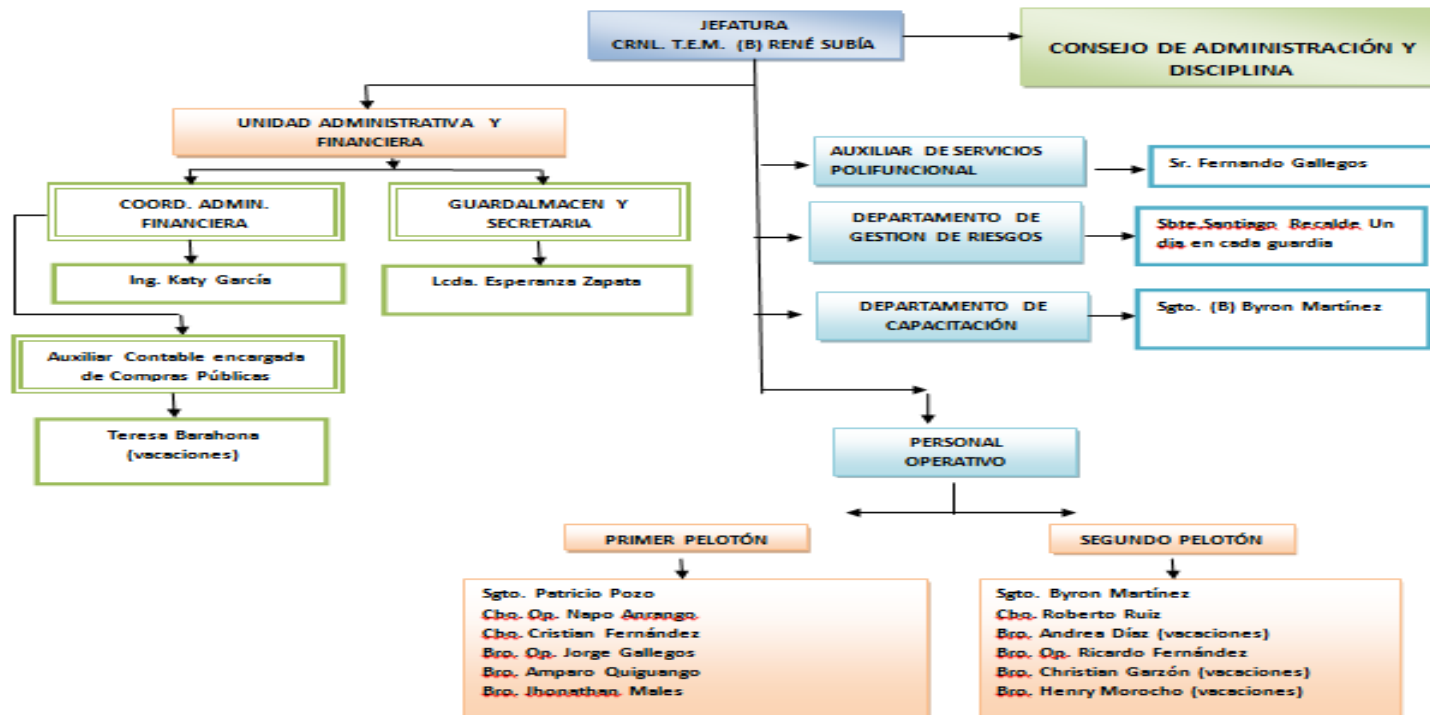 JEFATURA
CRNL. T.E.M. (B) RENÉ SUBÍA
CONSEJO DE ADMINISTRACIÓN Y
DISCIPLINA
UNIDAD ADMINISTRATIVA Y
FINANCIERA
COORD. ADMIN.
FINANCIERA
GUARDALMACEN Y
SECRETARIA
Ing. Katy García
Lcda. Esperanza Zapata
Auxiliar Contable encargada
de Compras Públicas
Teresa Barahona
(vacaciones)
AUXILIAR DE SERVICIOS
POLIFUNCIONAL
Sr. Fernando Gallegos
DEPARTAMENTO DE
GESTION DE RIESGOS
Sbte.Santiago Recalde Un
dia en cada guardia
DEPARTAMENTO DE
CAPACITACIÓN
Sgto. (B) Byron Martínez
PERSONAL
OPERATIVO
PRIMER PELOTÓN
Sgto. Patricio Pozo
Cbo. Op. Napo Anrango
Cbo. Cristian Fernández
Bro. Op. Jorge Gallegos
Bro. Amparo Quiguango
Bro. Jhonathan Males
SEGUNDO PELOTÓN
Sgto. Byron Martínez
Cbo. Roberto Ruiz
Bro. Andrea Díaz (vacaciones)
Bro. Op. Ricardo Fernández
Bro. Christian Garzón (vacaciones)
Bro. Henry Morocho (vacaciones)